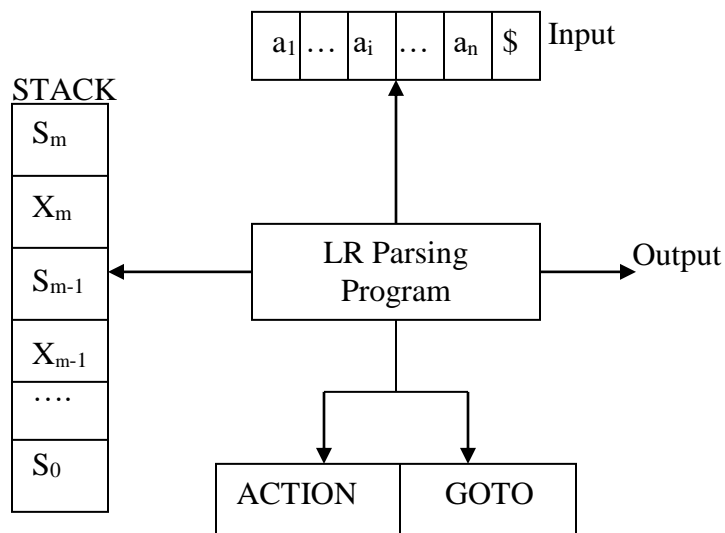 a₁ … aᵢ … aₙ $ Input
STACK
Sₘ
Xₘ
Sₘ₋₁
Xₘ₋₁
….
S₀
LR Parsing
Program
Output
ACTION GOTO